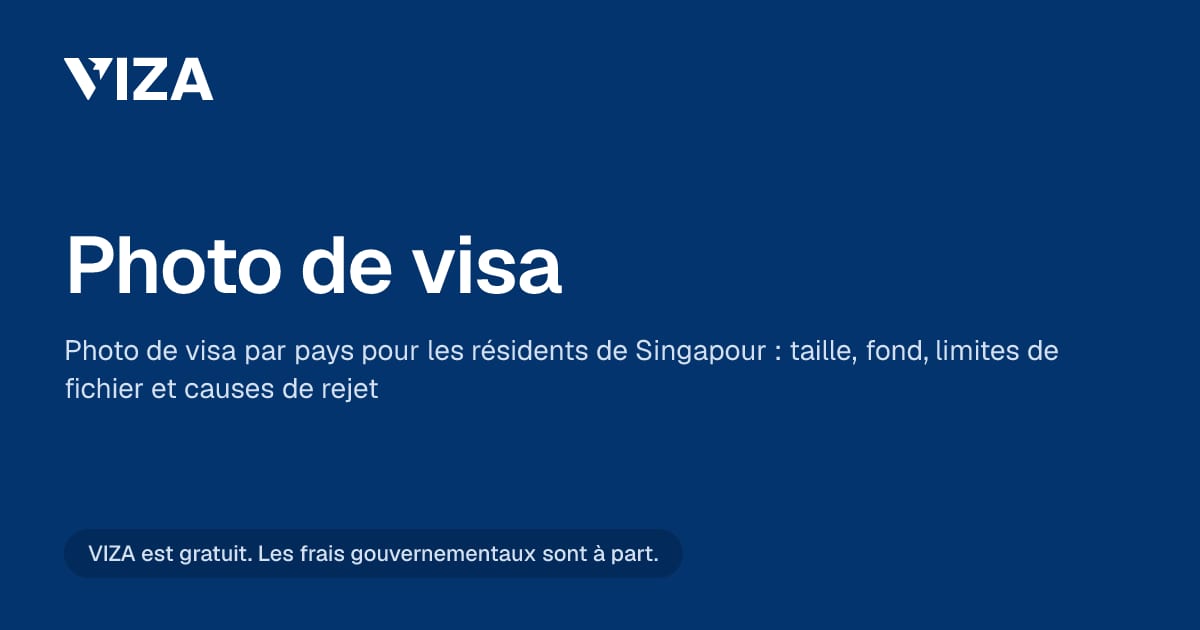 VIZA
Photo de visa
Photo de visa par pays pour les résidents de Singapour : taille, fond, limites de
fichier et causes de rejet
VIZA est gratuit. Les frais gouvernementaux sont à part.